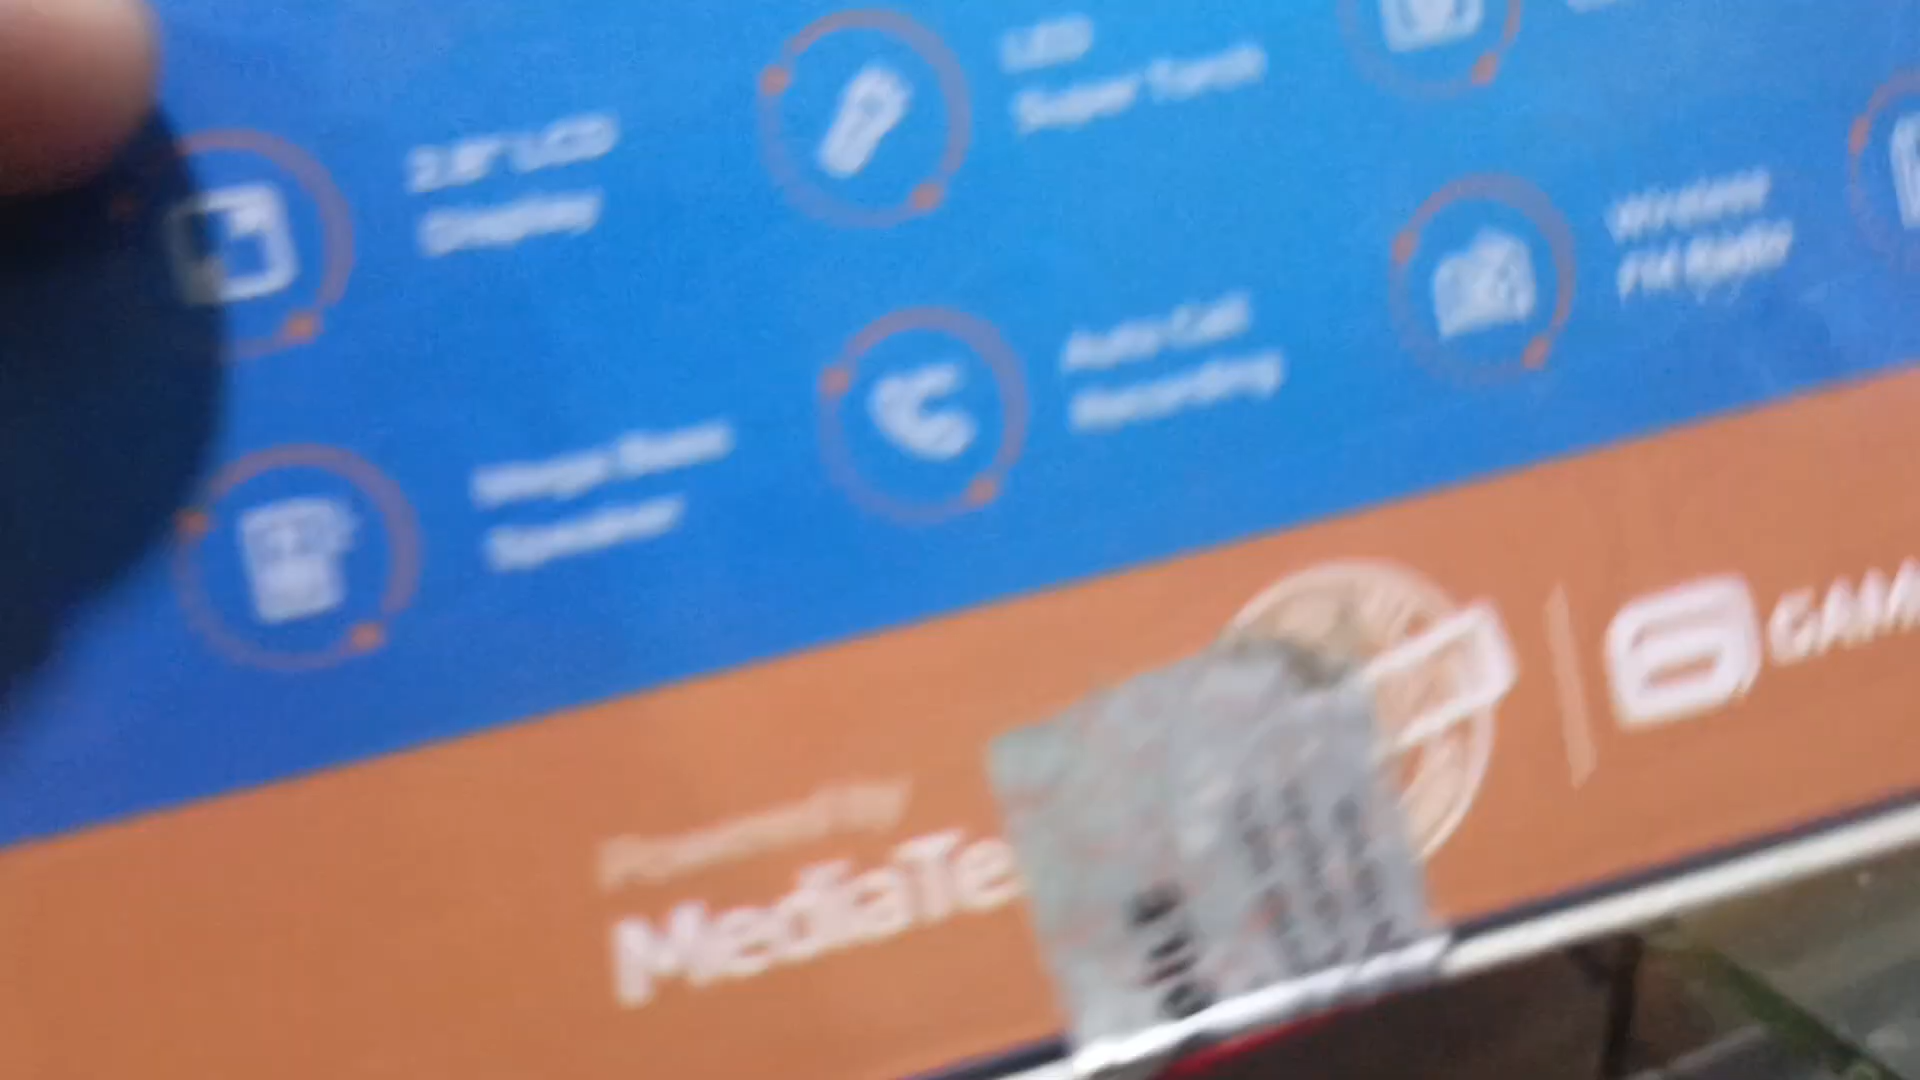 2.8" LCD
Display
LED
Super Torch
Mega Bass
Speaker
Auto Call
Recording
Wireless
FM Radio
Powered by
MediaTe
GAM